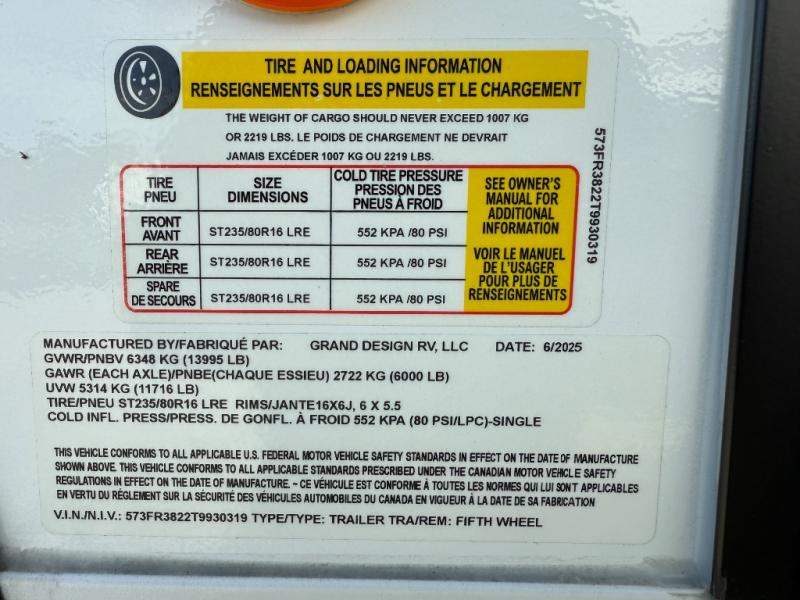 TIRE AND LOADING INFORMATION
RENSEIGNEMENTS SUR LES PNEUS ET LE CHARGEMENT
THE WEIGHT OF CARGO SHOULD NEVER EXCEED 1007 KG
OR 2219 LBS. LE POIDS DE CHARGEMENT NE DEVRAIT
JAMAIS EXCÉDER 1007 KG OU 2219 LBS.
TIRE
PNEU
SIZE
DIMENSIONS
COLD TIRE PRESSURE
PRESSION DES
PNEUS À FROID
FRONT
AVANT
ST235/80R16 LRE
552 KPA /80 PSI
REAR
ARRIÈRE
ST235/80R16 LRE
552 KPA /80 PSI
SPARE
DE SECOURS
ST235/80R16 LRE
552 KPA /80 PSI
SEE OWNER'S
MANUAL FOR
ADDITIONAL
INFORMATION
VOIR LE MANUEL
DE L'USAGER
POUR PLUS DE
RENSEIGNEMENTS
573FR3822T9930319
MANUFACTURED BY/FABRIQUÉ PAR: GRAND DESIGN RV, LLC DATE: 6/2025
GVWR/PNBV 6348 KG (13995 LB)
GAWR (EACH AXLE)/PNBE(CHAQUE ESSIEU) 2722 KG (6000 LB)
UVW 5314 KG (11716 LB)
TIRE/PNEU ST235/80R16 LRE RIMS/JANTE16X6J, 6 X 5.5
COLD INFL. PRESS/PRESS. DE GONFL. À FROID 552 KPA (80 PSI/LPC)-SINGLE
THIS VEHICLE CONFORMS TO ALL APPLICABLE U.S. FEDERAL MOTOR VEHICLE SAFETY STANDARDS IN EFFECT ON THE DATE OF MANUFACTURE
SHOWN ABOVE. THIS VEHICLE CONFORMS TO ALL APPLICABLE STANDARDS PRESCRIBED UNDER THE CANADIAN MOTOR VEHICLE SAFETY
REGULATIONS IN EFFECT ON THE DATE OF MANUFACTURE. ~ CE VÉHICULE EST CONFORME À TOUTES LES NORMES QUI LUI SONT APPLICABLES
EN VERTU DU RÉGLEMENT SUR LA SÉCURITÉ DES VÉHICULES AUTOMOBILES DU CANADA EN VIGUEUR À LA DATE DE SA FABRICATION
V.I.N./N.I.V.: 573FR3822T9930319 TYPE/TYPE: TRAILER TRA/REM: FIFTH WHEEL